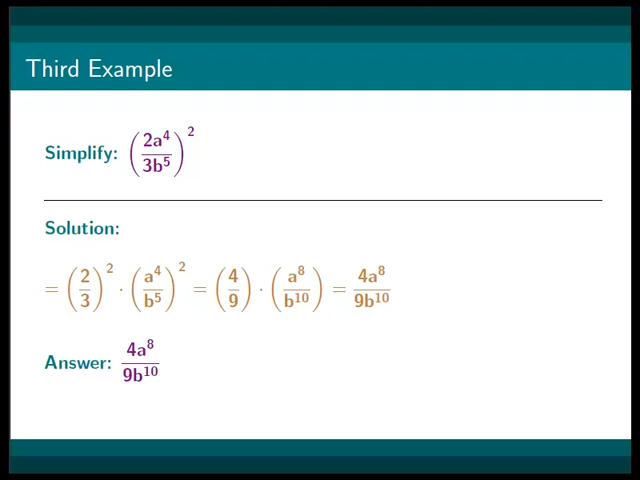 Third Example
Simplify: (2a⁴/3b⁵)²
Solution:
= (2/3)² · (a⁴/b⁵)² = (4/9) · (a⁸/b¹⁰) = 4a⁸/9b¹⁰
Answer: 4a⁸/9b¹⁰